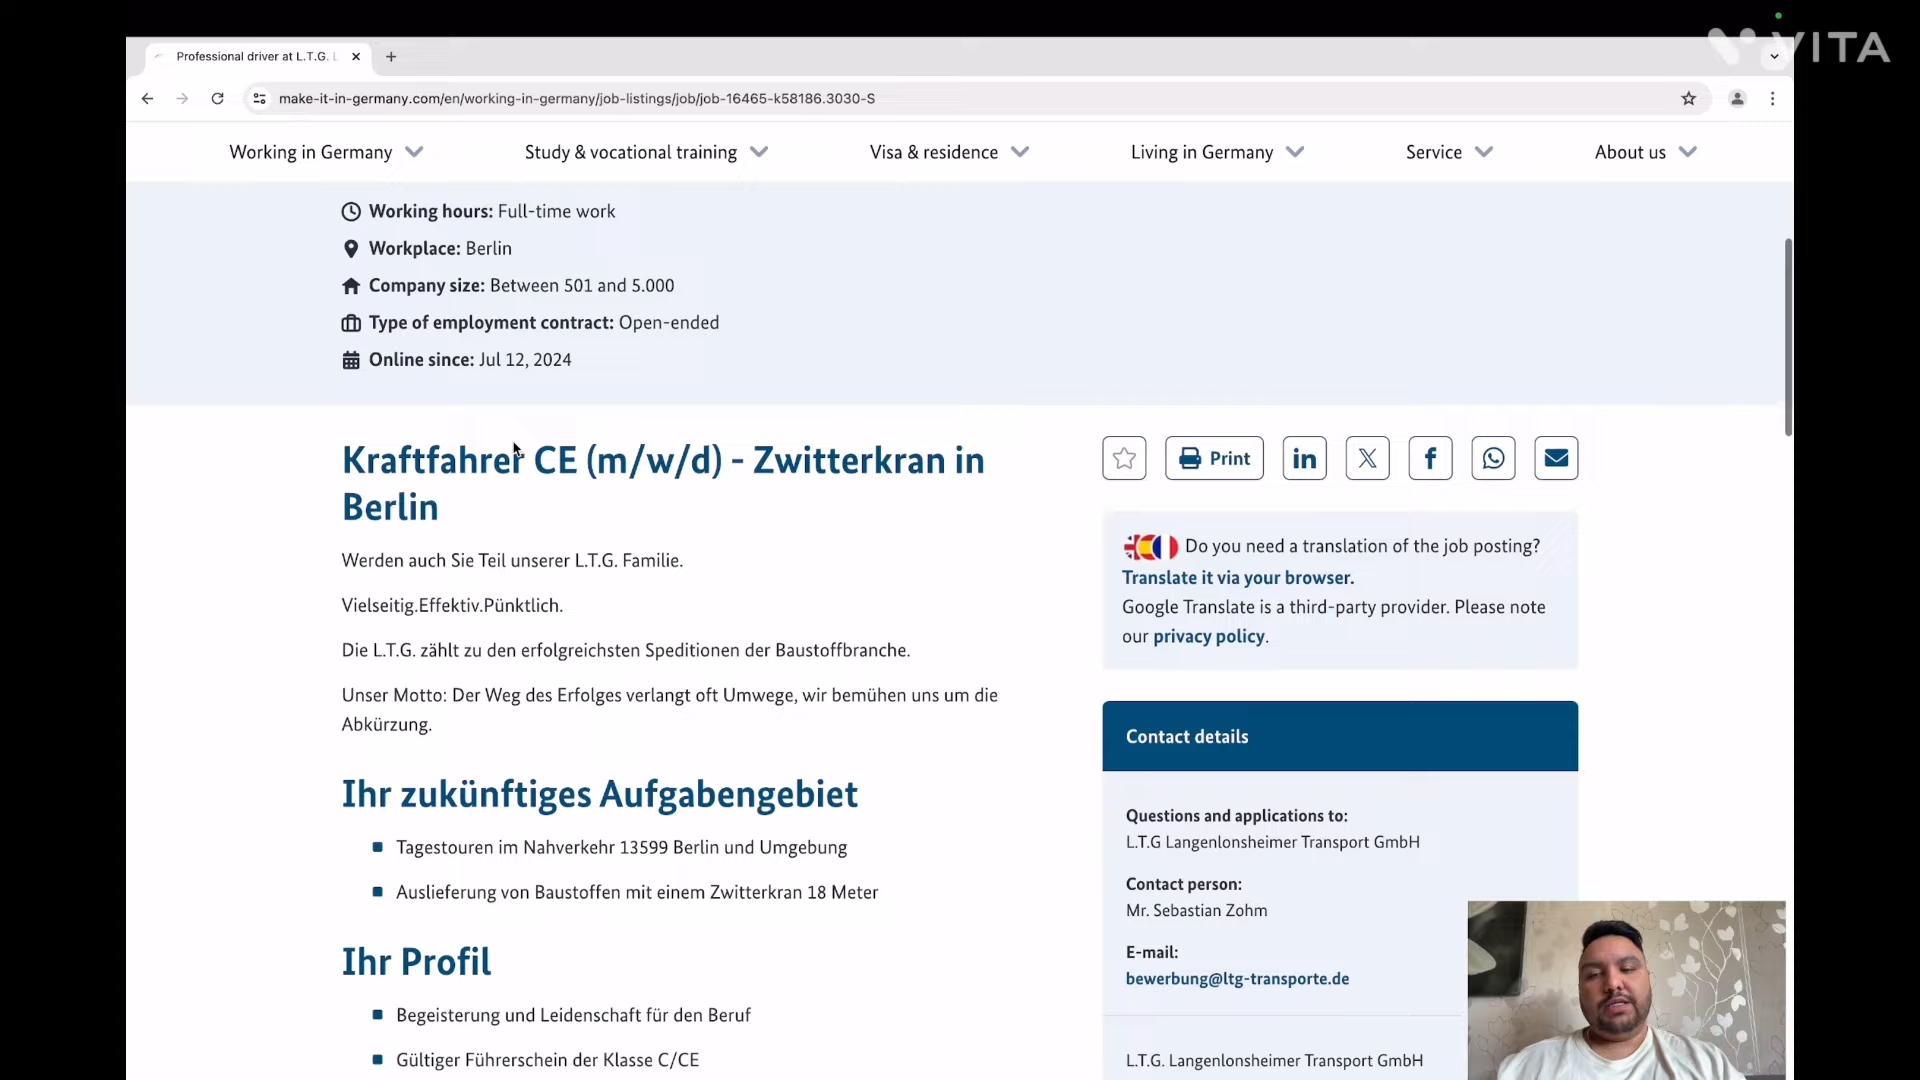 VITA
Professional driver at L.T.G. L
make-it-in-germany.com/en/working-in-germany/job-listings/job/job-16465-k58186.3030-S
Working in Germany
Study & vocational training
Visa & residence
Living in Germany
Service
About us
Working hours: Full-time work
Workplace: Berlin
Company size: Between 501 and 5.000
Type of employment contract: Open-ended
Online since: Jul 12, 2024
Kraftfahrer CE (m/w/d) - Zwitterkran in
Berlin
Werden auch Sie Teil unserer L.T.G. Familie.
Vielseitig.Effektiv.Pünktlich.
Die L.T.G. zählt zu den erfolgreichsten Speditionen der Baustoffbranche.
Unser Motto: Der Weg des Erfolges verlangt oft Umwege, wir bemühen uns um die
Abkürzung.
Ihr zukünftiges Aufgabengebiet
Tagestouren im Nahverkehr 13599 Berlin und Umgebung
Auslieferung von Baustoffen mit einem Zwitterkran 18 Meter
Ihr Profil
Begeisterung und Leidenschaft für den Beruf
Gültiger Führerschein der Klasse C/CE
Print
Do you need a translation of the job posting?
Translate it via your browser.
Google Translate is a third-party provider. Please note
our privacy policy.
Contact details
Questions and applications to:
L.T.G Langenlonsheimer Transport GmbH
Contact person:
Mr. Sebastian Zohm
E-mail:
bewerbung@ltg-transporte.de
L.T.G. Langenlonsheimer Transport GmbH